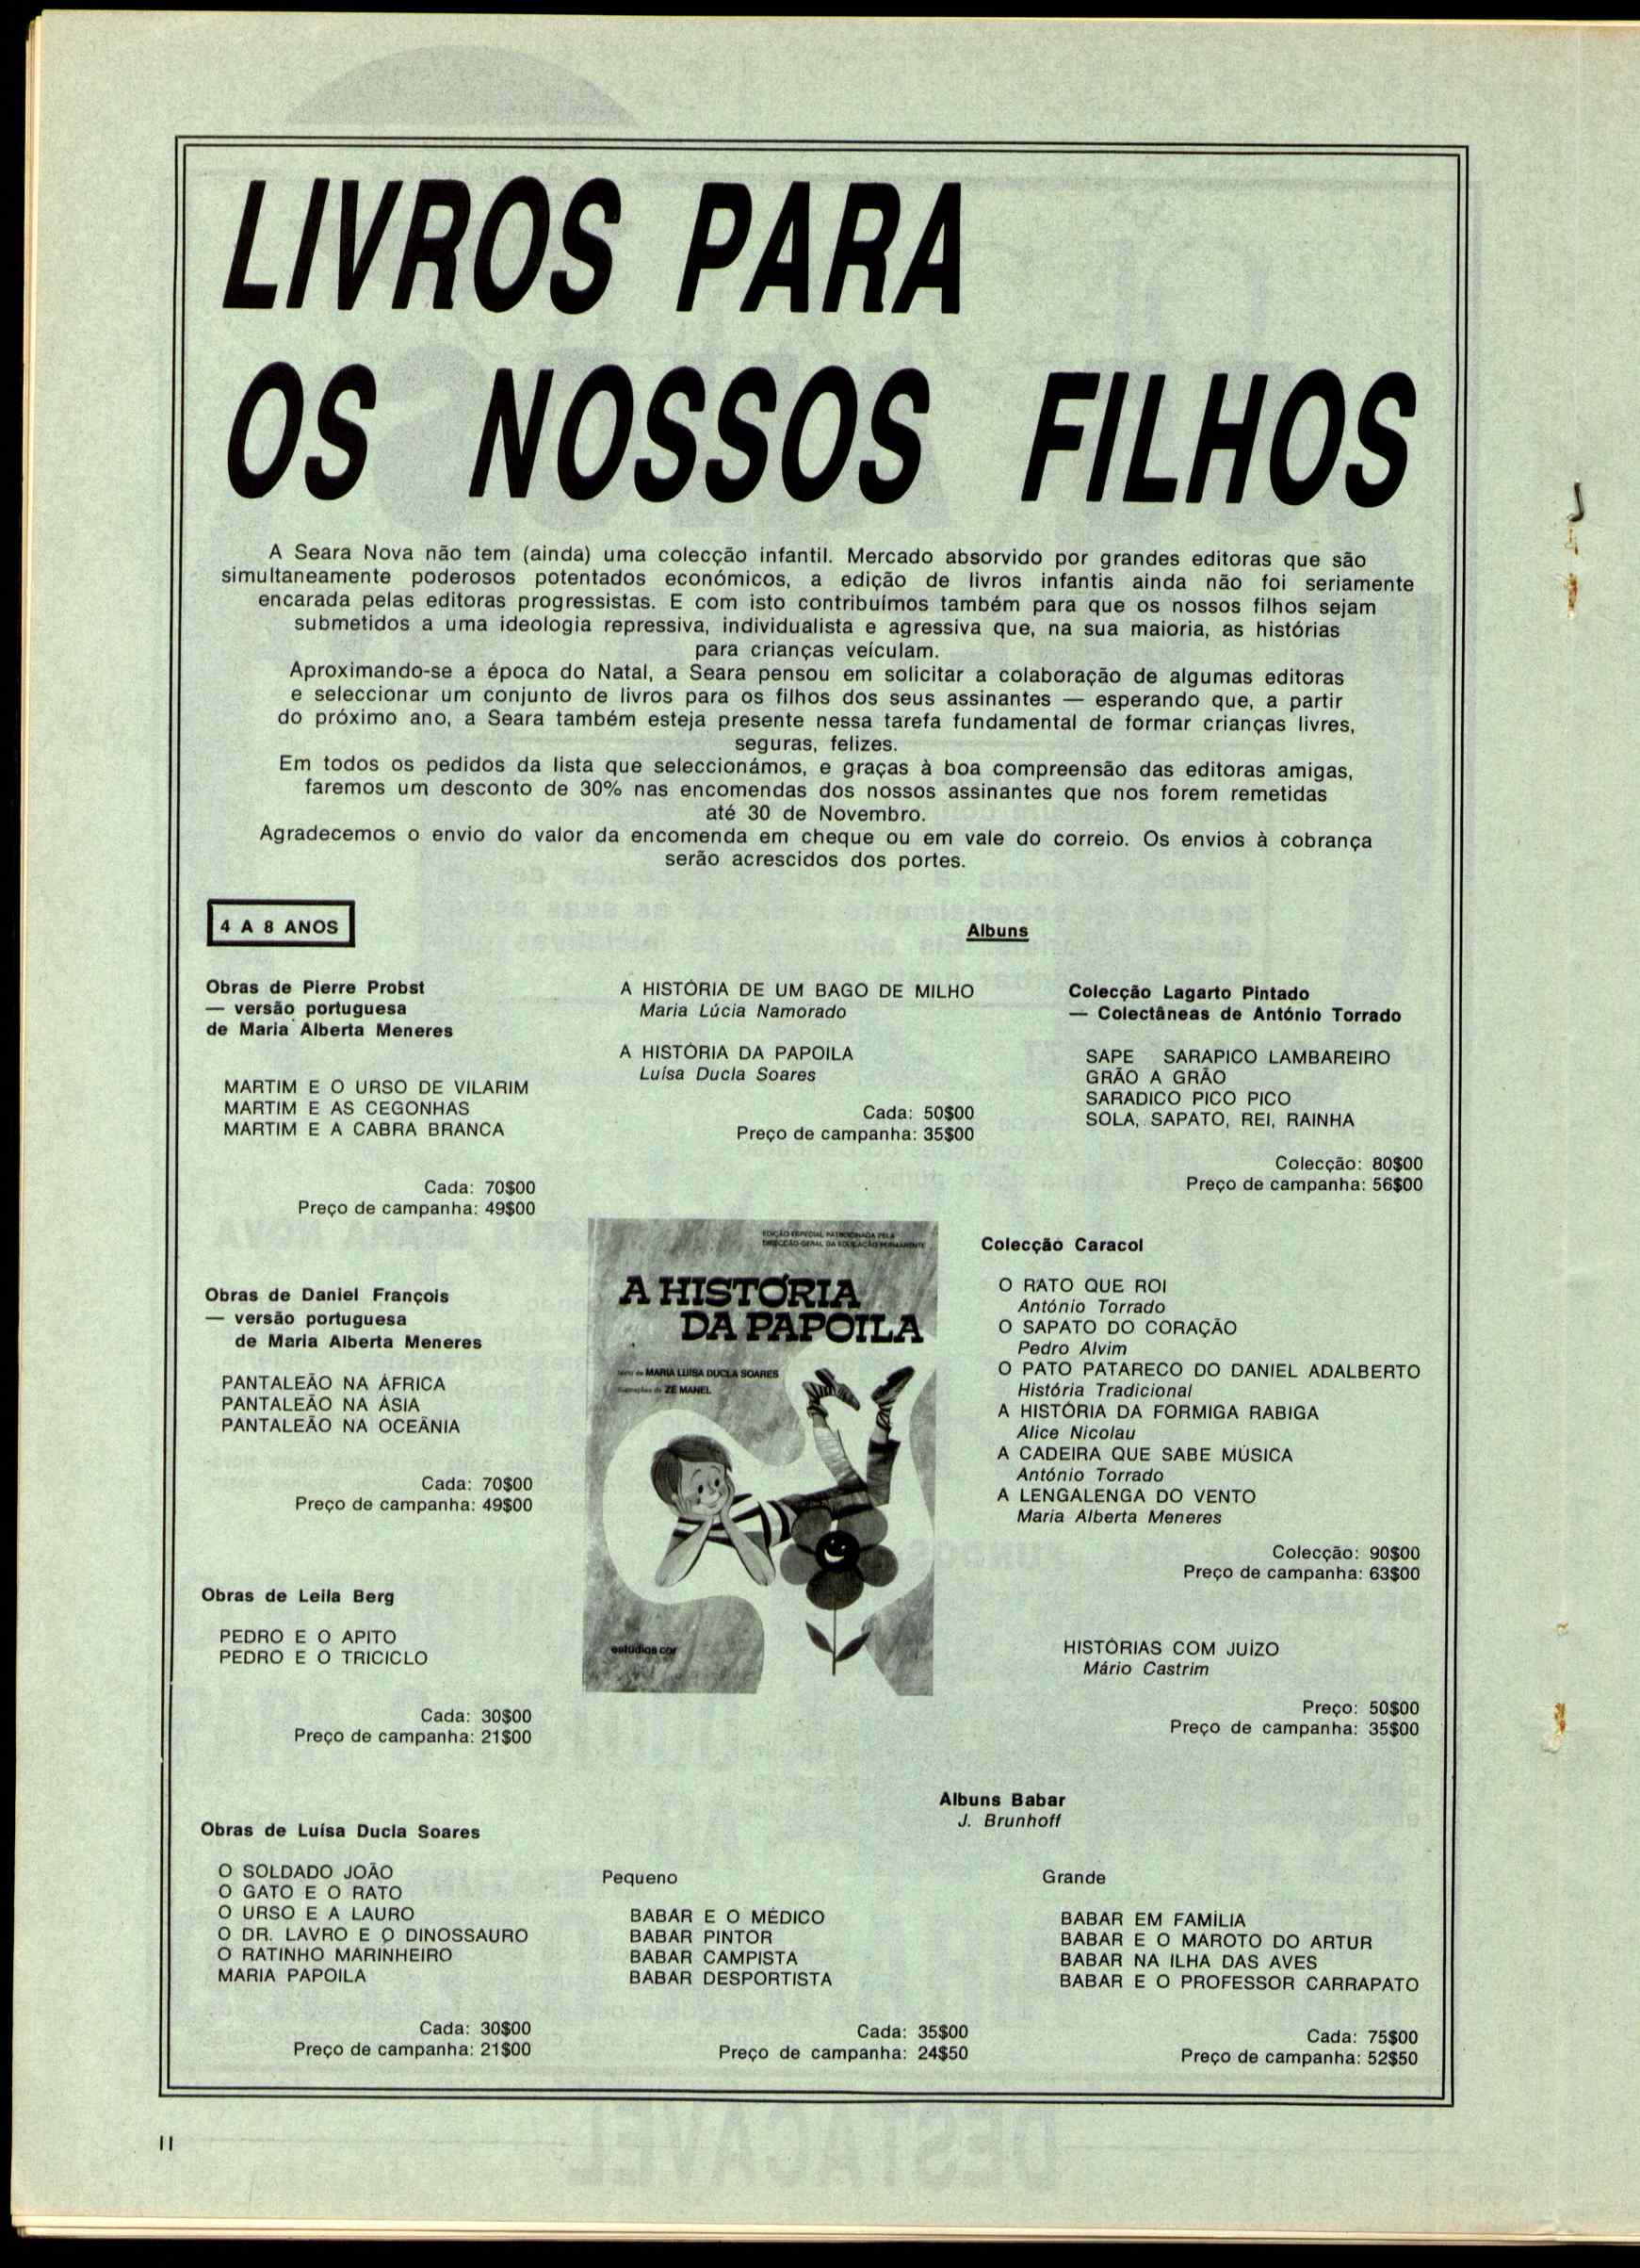 LIVROS PARA
OS NOSSOS FILHOS
A Seara Nova não tem (ainda) uma colecção infantil. Mercado absorvido por grandes editoras que são
simultaneamente poderosos potentados económicos, a edição de livros infantis ainda não foi seriamente
encarada pelas editoras progressistas. E com isto contribuímos também para que os nossos filhos sejam
submetidos a uma ideologia repressiva, individualista e agressiva que, na sua maioria, as histórias
para crianças veículam.
Aproximando-se a época do Natal, a Seara pensou em solicitar a colaboração de algumas editoras
e seleccionar um conjunto de livros para os filhos dos seus assinantes — esperando que, a partir
do próximo ano, a Seara também esteja presente nessa tarefa fundamental de formar crianças livres,
seguras, felizes.
Em todos os pedidos da lista que seleccionámos, e graças à boa compreensão das editoras amigas,
faremos um desconto de 30% nas encomendas dos nossos assinantes que nos forem remetidas
até 30 de Novembro.
Agradecemos o envio do valor da encomenda em cheque ou em vale do correio. Os envios à cobrança
serão acrescidos dos portes.
4 A 8 ANOS
Albuns
Obras de Pierre Probst
— versão portuguesa
de Maria Alberta Meneres
MARTIM E O URSO DE VILARIM
MARTIM E AS CEGONHAS
MARTIM E A CABRA BRANCA
Cada: 70$00
Preço de campanha: 49$00
Obras de Daniel François
— versão portuguesa
de Maria Alberta Meneres
PANTALEÃO NA ÁFRICA
PANTALEÃO NA ÁSIA
PANTALEÃO NA OCEÂNIA
Cada: 70$00
Preço de campanha: 49$00
Obras de Leila Berg
PEDRO E O APITO
PEDRO E O TRICICLO
Cada: 30$00
Preço de campanha: 21$00
Obras de Luísa Ducla Soares
O SOLDADO JOÃO
O GATO E O RATO
O URSO E A LAURO
O DR. LAVRO E O DINOSSAURO
O RATINHO MARINHEIRO
MARIA PAPOILA
Cada: 30$00
Preço de campanha: 21$00
A HISTÓRIA DE UM BAGO DE MILHO
Maria Lúcia Namorado
A HISTÓRIA DA PAPOILA
Luísa Ducla Soares
Cada: 50$00
Preço de campanha: 35$00
EDIÇÃO ESPECIAL PATROCINADA PELA
DIRECÇÃO-GERAL DA EDUCAÇÃO PERMANENTE
A HISTÓRIA
DA PAPOILA
texto de MARIA LUÍSA DUCLA SOARES
ilustrações de ZÉ MANEL
estúdios cor
Colecção Lagarto Pintado
— Colectâneas de António Torrado
SAPE SARAPICO LAMBAREIRO
GRÃO A GRÃO
SARADICO PICO PICO
SOLA, SAPATO, REI, RAINHA
Colecção: 80$00
Preço de campanha: 56$00
Colecção Caracol
O RATO QUE ROI
António Torrado
O SAPATO DO CORAÇÃO
Pedro Alvim
O PATO PATARECO DO DANIEL ADALBERTO
História Tradicional
A HISTÓRIA DA FORMIGA RABIGA
Alice Nicolau
A CADEIRA QUE SABE MÚSICA
António Torrado
A LENGALENGA DO VENTO
Maria Alberta Meneres
Colecção: 90$00
Preço de campanha: 63$00
HISTÓRIAS COM JUÍZO
Mário Castrim
Preço: 50$00
Preço de campanha: 35$00
Albuns Babar
J. Brunhoff
Pequeno
BABAR E O MÉDICO
BABAR PINTOR
BABAR CAMPISTA
BABAR DESPORTISTA
Cada: 35$00
Preço de campanha: 24$50
Grande
BABAR EM FAMÍLIA
BABAR E O MAROTO DO ARTUR
BABAR NA ILHA DAS AVES
BABAR E O PROFESSOR CARRAPATO
Cada: 75$00
Preço de campanha: 52$50
II